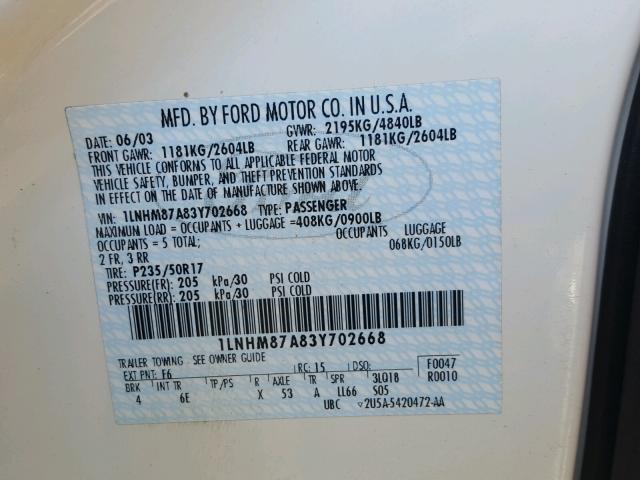 MFD. BY FORD MOTOR CO. IN U.S.A.
DATE: 06/03 GVWR: 2195KG/4840LB
FRONT GAWR: 1181KG/2604LB REAR GAWR: 1181KG/2604LB
THIS VEHICLE CONFORMS TO ALL APPLICABLE FEDERAL MOTOR
VEHICLE SAFETY, BUMPER, AND THEFT PREVENTION STANDARDS
IN EFFECT ON THE DATE OF MANUFACTURE SHOWN ABOVE.
VIN: 1LNHM87A83Y702668 TYPE: PASSENGER
MAXIMUM LOAD = OCCUPANTS + LUGGAGE =408KG/0900LB
OCCUPANTS = 5 TOTAL; OCCUPANTS LUGGAGE
2 FR, 3 RR 068KG/0150LB
TIRE: P235/50R17
PRESSURE(FR): 205 kPa/30 PSI COLD
PRESSURE(RR): 205 kPa/30 PSI COLD
1LNHM87A83Y702668
TRAILER TOWING: SEE OWNER GUIDE
EXT PNT: F6 RC: 15 DSO: F0047
BRK INT TR TP/PS R AXLE TR SPR 3LQ18 R0010
4 6E X 53 A LL66 S05
UBC 2U5A-5420472-AA